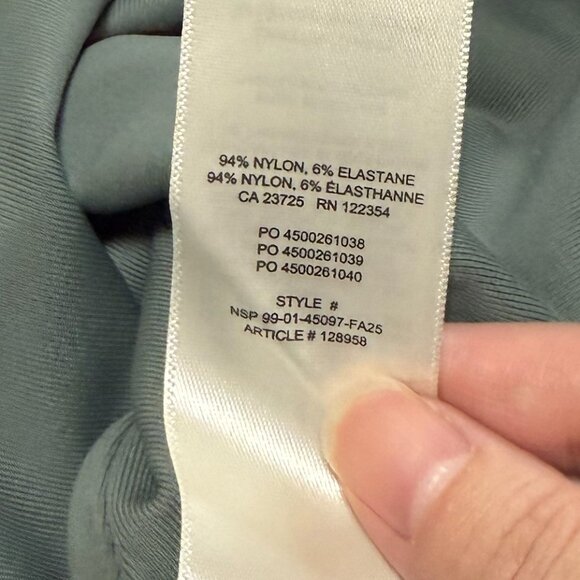 94% NYLON, 6% ELASTANE
94% NYLON, 6% ÉLASTHANNE
CA 23725 RN 122354
PO 4500261038
PO 4500261039
PO 4500261040
STYLE #
NSP 99-01-45097-FA25
ARTICLE # 128958